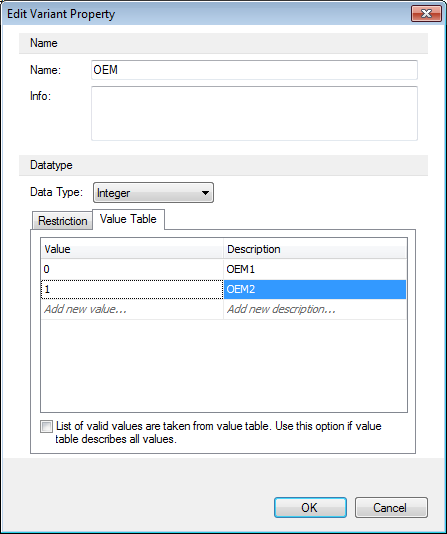 Edit Variant Property
Name
Name: OEM
Info:
Datatype
Data Type: Integer
Restriction Value Table
Value Description
0 OEM1
1 OEM2
Add new value... Add new description...
List of valid values are taken from value table. Use this option if value
table describes all values.
OK Cancel